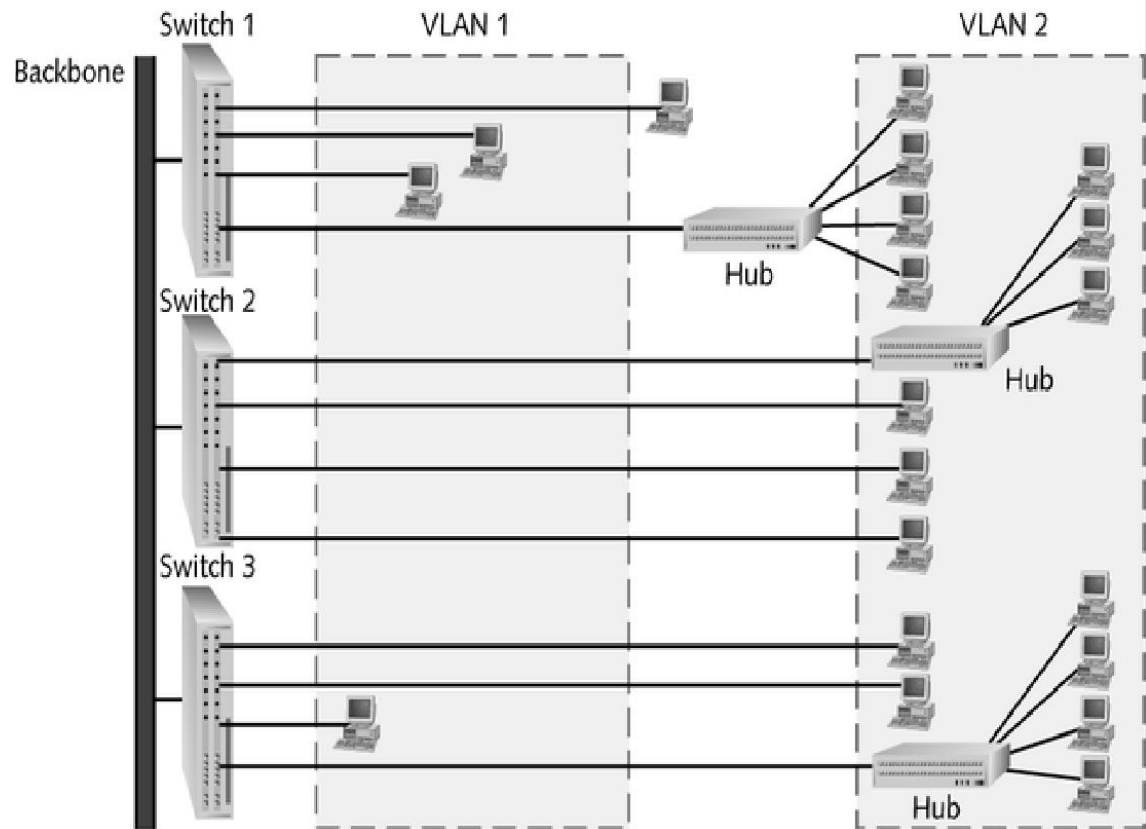 Switch 1
VLAN 1
VLAN 2
Backbone
Hub
Switch 2
Hub
Switch 3
Hub